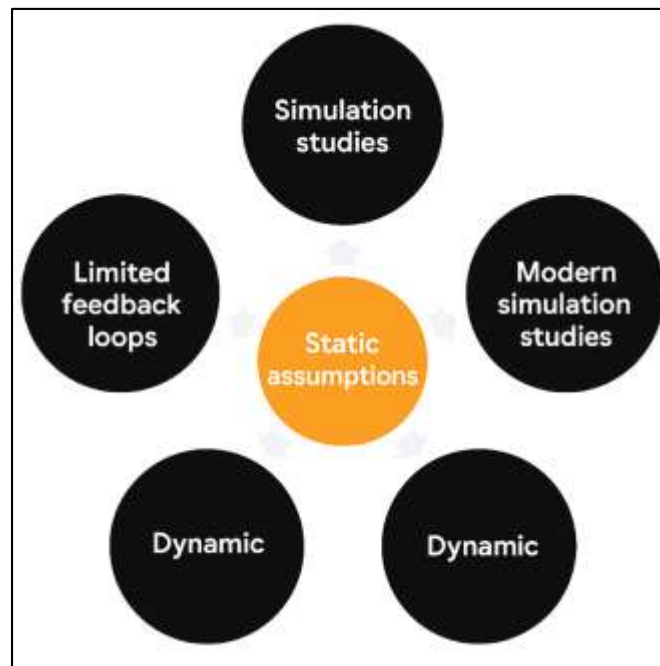 Simulation
studies
Limited
feedback
loops
Modern
simulation
studies
Static
assumptions
Dynamic
Dynamic